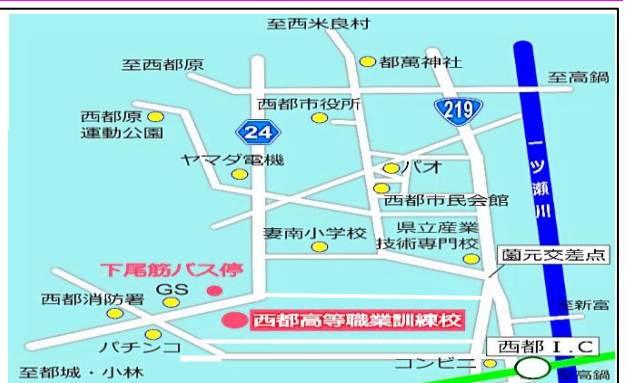 至西米良村
至西都原
都萬神社
至高鍋
西都原
運動公園
西都市役所
219
24
ヤマダ電機
パオ
一ツ瀬川
西都市民会館
妻南小学校
県立産業
技術専門校
薗元交差点
下尾筋バス停
GS
西都消防署
西都高等職業訓練校
至新富
パチンコ
西都 I.C
コンビニ
至都城・小林
至高鍋